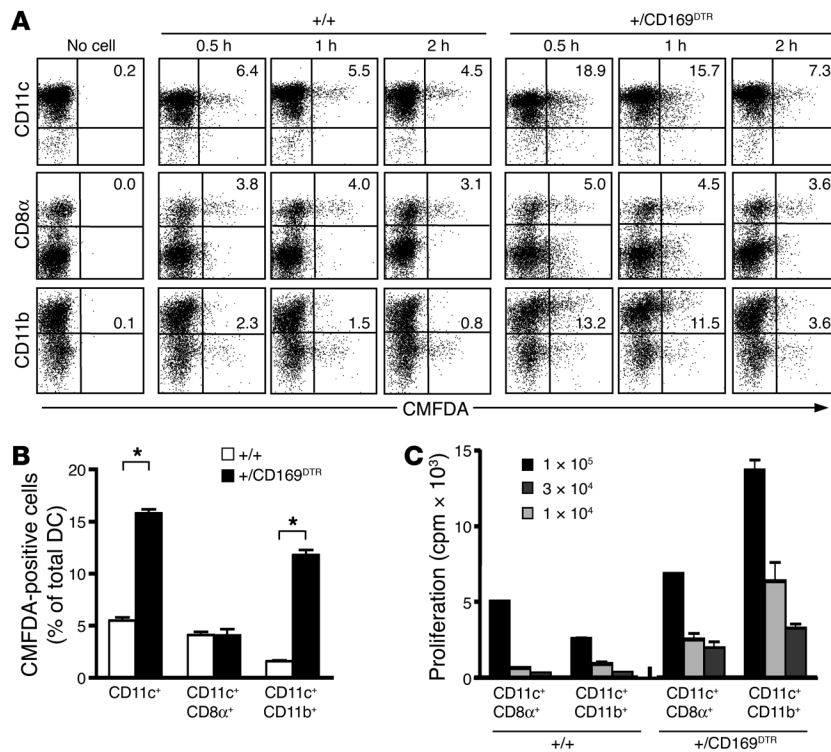 A
+/+
+/CD169ᴰᵀᴿ
No cell
0.5 h
1 h
2 h
0.5 h
1 h
2 h
CD11c
0.2
6.4
5.5
4.5
18.9
15.7
7.3
CD8α
0.0
3.8
4.0
3.1
5.0
4.5
3.6
CD11b
0.1
2.3
1.5
0.8
13.2
11.5
3.6
CMFDA
B
+/+
+/CD169ᴰᵀᴿ
CMFDA-positive cells
(% of total DC)
20
15
10
5
0
*
*
CD11c⁺
CD11c⁺
CD8α⁺
CD11c⁺
CD11b⁺
C
Proliferation (cpm × 10³)
15
10
5
0
1 × 10⁵
3 × 10⁴
1 × 10⁴
CD11c⁺
CD8α⁺
CD11c⁺
CD11b⁺
CD11c⁺
CD8α⁺
CD11c⁺
CD11b⁺
+/+
+/CD169ᴰᵀᴿ